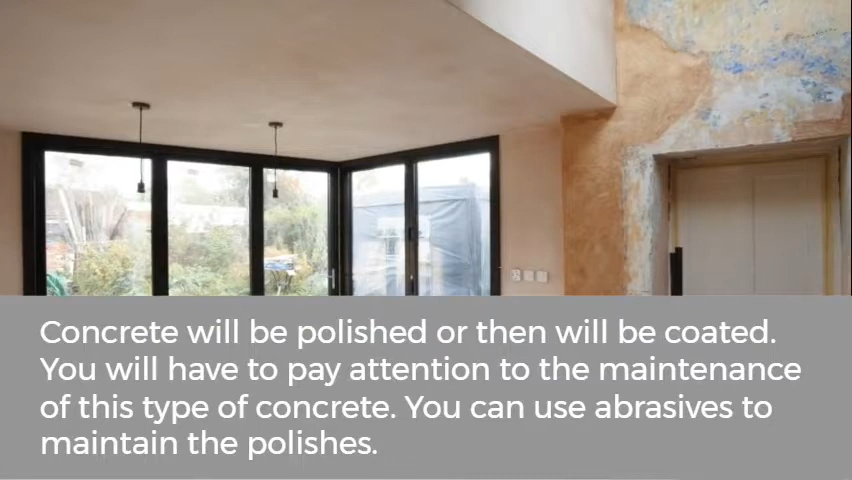 Concrete will be polished or then will be coated.
You will have to pay attention to the maintenance
of this type of concrete. You can use abrasives to
maintain the polishes.